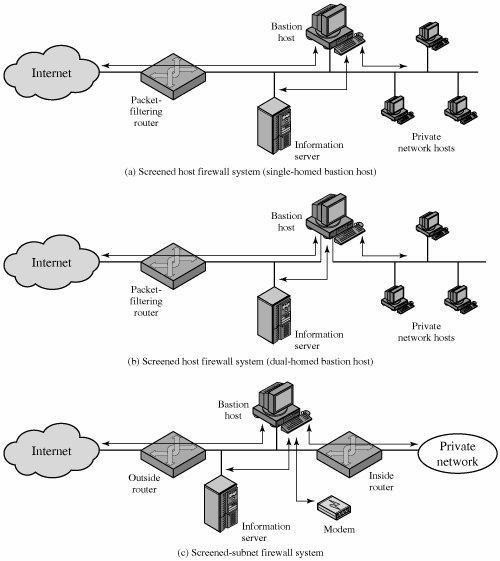 Bastion
host
Internet
Packet-
filtering
router
Information
server
Private
network hosts
(a) Screened host firewall system (single-homed bastion host)
Bastion
host
Internet
Packet-
filtering
router
Information
server
Private
network hosts
(b) Screened host firewall system (dual-homed bastion host)
Bastion
host
Internet
Private
network
Outside
router
Inside
router
Information
server
Modem
(c) Screened-subnet firewall system